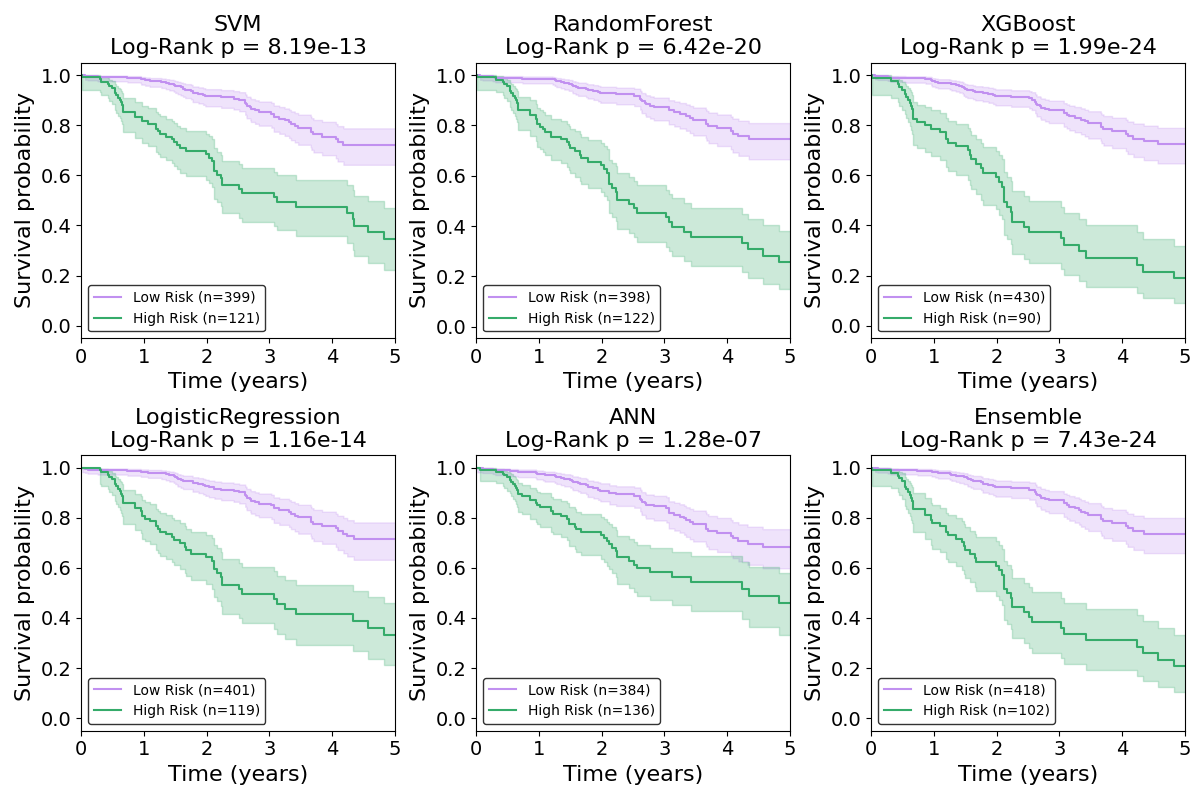 SVM
Log-Rank p = 8.19e-13
Survival probability
1.0
0.8
0.6
0.4
0.2
0.0
Low Risk (n=399)
High Risk (n=121)
0 1 2 3 4 5
Time (years)
RandomForest
Log-Rank p = 6.42e-20
Survival probability
1.0
0.8
0.6
0.4
0.2
0.0
Low Risk (n=398)
High Risk (n=122)
0 1 2 3 4 5
Time (years)
XGBoost
Log-Rank p = 1.99e-24
Survival probability
1.0
0.8
0.6
0.4
0.2
0.0
Low Risk (n=430)
High Risk (n=90)
0 1 2 3 4 5
Time (years)
LogisticRegression
Log-Rank p = 1.16e-14
Survival probability
1.0
0.8
0.6
0.4
0.2
0.0
Low Risk (n=401)
High Risk (n=119)
0 1 2 3 4 5
Time (years)
ANN
Log-Rank p = 1.28e-07
Survival probability
1.0
0.8
0.6
0.4
0.2
0.0
Low Risk (n=384)
High Risk (n=136)
0 1 2 3 4 5
Time (years)
Ensemble
Log-Rank p = 7.43e-24
Survival probability
1.0
0.8
0.6
0.4
0.2
0.0
Low Risk (n=418)
High Risk (n=102)
0 1 2 3 4 5
Time (years)